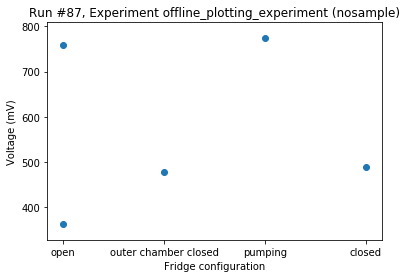 Run #87, Experiment offline_plotting_experiment (nosample)
800
700
600
500
400
Voltage (mV)
open outer chamber closed pumping closed
Fridge configuration